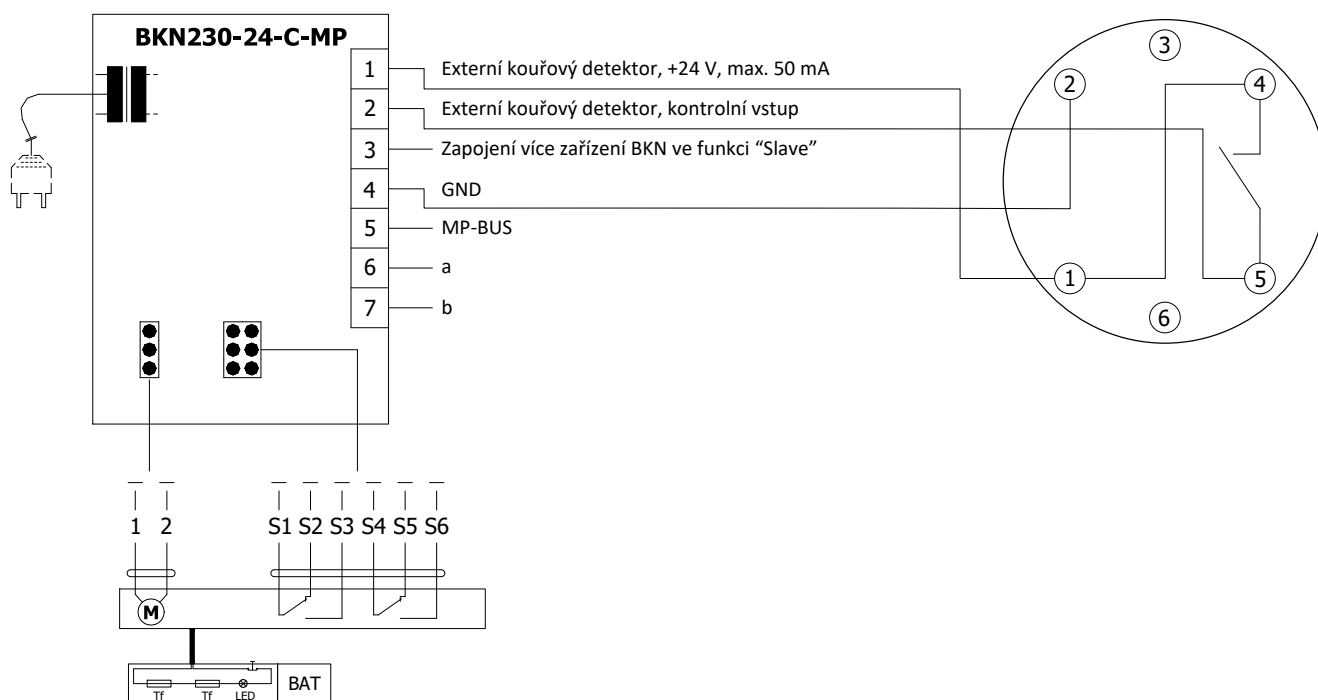 BKN230-24-C-MP
1 Externí kouřový detektor, +24 V, max. 50 mA
2 Externí kouřový detektor, kontrolní vstup
3 Zapojení více zařízení BKN ve funkci “Slave”
4 GND
5 MP-BUS
6 a
7 b
3
2 4
1 5
6
1 2 S1 S2 S3 S4 S5 S6
M
Tf Tf LED BAT